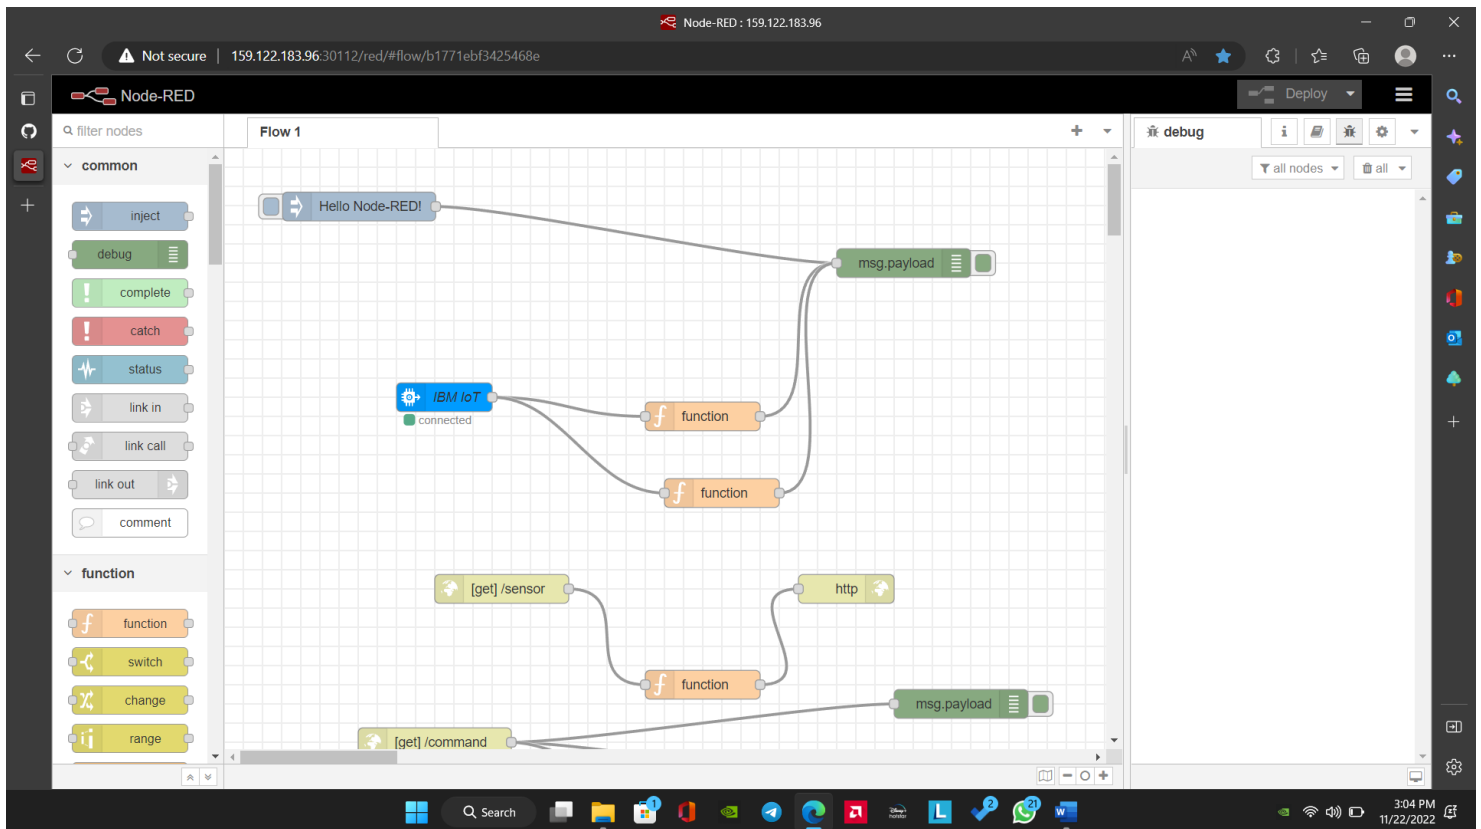 Node-RED : 159.122.183.96
Not secure | 159.122.183.96:30112/red/#flow/b1771ebf3425468e
Node-RED
Deploy
filter nodes
Flow 1
debug
i
common
all nodes
all
inject
debug
complete
catch
status
link in
link call
link out
comment
function
function
switch
change
range
Hello Node-RED!
msg.payload
IBM IoT
connected
function
function
[get] /sensor
http
function
msg.payload
[get] /command
Search
1
2
21
3:04 PM
11/22/2022